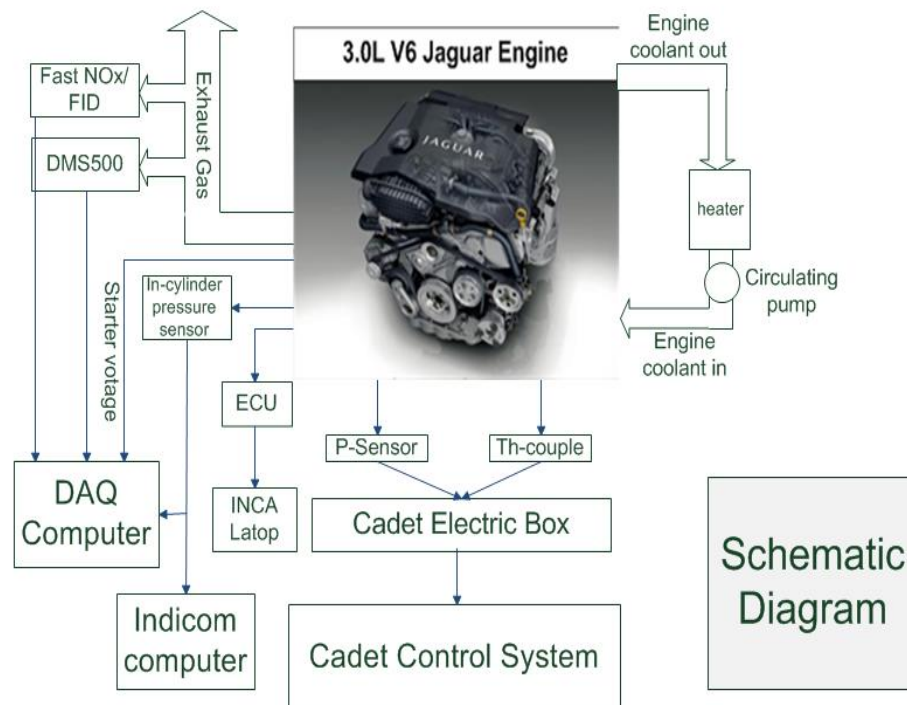 3.0L V6 Jaguar Engine
Engine
coolant out
Fast NOx/
FID
Exhaust Gas
DMS500
JAGUAR
heater
In-cylinder
pressure
sensor
Starter votage
Circulating
pump
Engine
coolant in
ECU
P-Sensor
Th-couple
DAQ
Computer
INCA
Latop
Cadet Electric Box
Schematic
Diagram
Indicom
computer
Cadet Control System